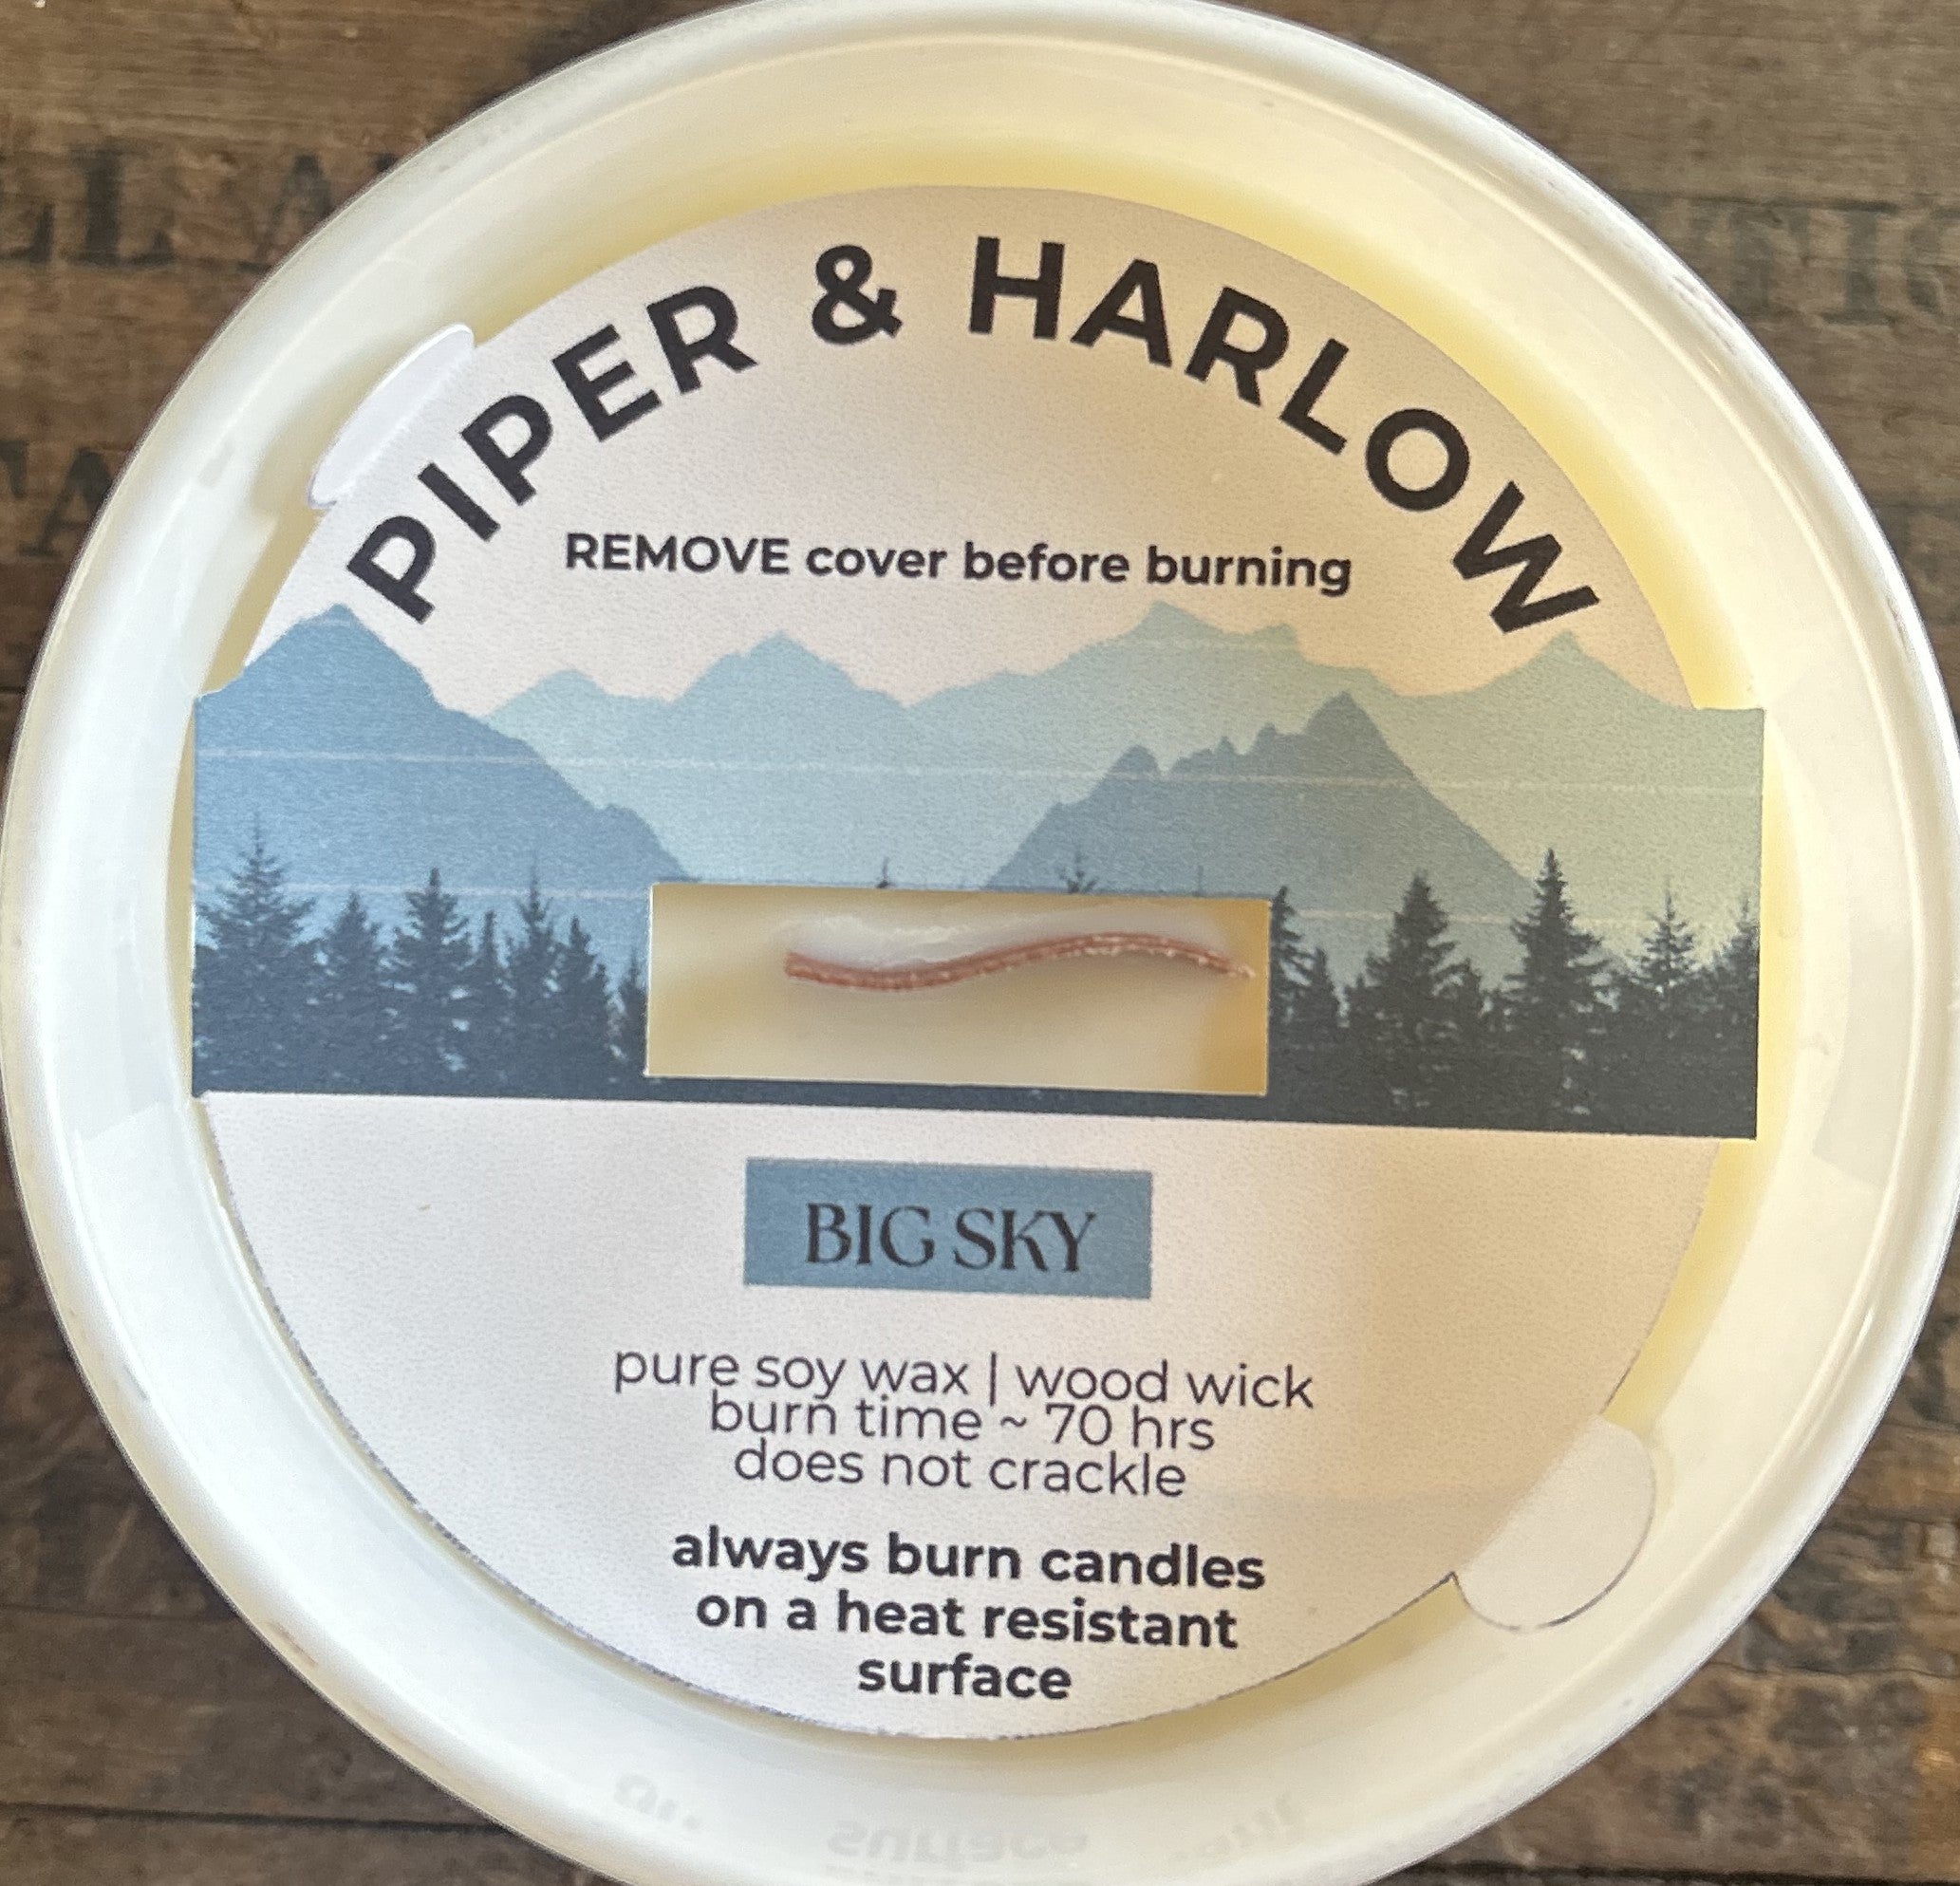 PIPER & HARLOW
REMOVE cover before burning
BIG SKY
pure soy wax | wood wick
burn time ~ 70 hrs
does not crackle
always burn candles
on a heat resistant
surface